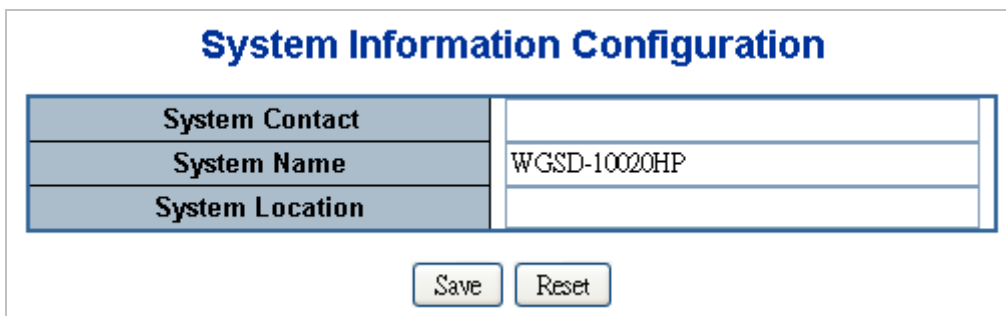 System Information Configuration
System Contact
System Name WGSD-10020HP
System Location
Save Reset